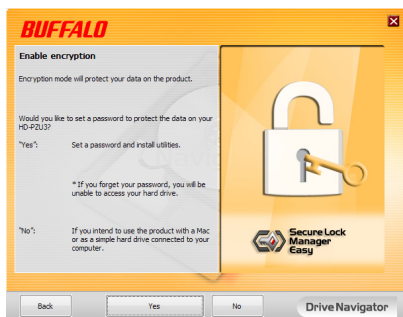 BUFFALO
Enable encryption
Encryption mode will protect your data on the product.
Would you like to set a password to protect the data on your
HD-PZU3?
"Yes": Set a password and install utilities.
* If you forget your password, you will be
unable to access your hard drive.
"No": If you intend to use the product with a Mac
or as a simple hard drive connected to your
computer.
Secure Lock
Manager
Easy
Back Yes No DriveNavigator